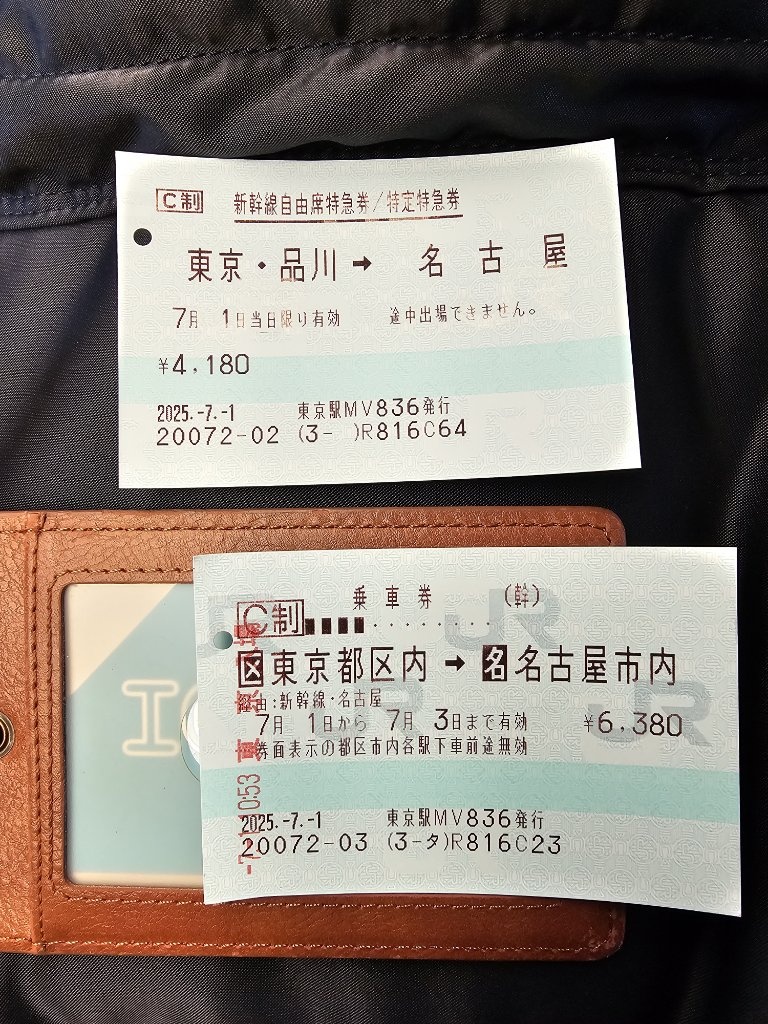 C制 新幹線自由席特急券/特定特急券
東京・品川 → 名古屋
7月 1日当日限り有効 途中出場できません。
¥4,180
2025.-7.-1 東京駅MV836発行
20072-02 (3- )R816C64
C制 乗車券 (幹)
区東京都区内 → 名名古屋市内
経由:新幹線・名古屋
7月 1日から 7月 3日まで有効 ¥6,380
券面表示の都区市内各駅下車前途無効
2025.-7.-1 東京駅MV836発行
20072-03 (3-タ)R816C23
JR